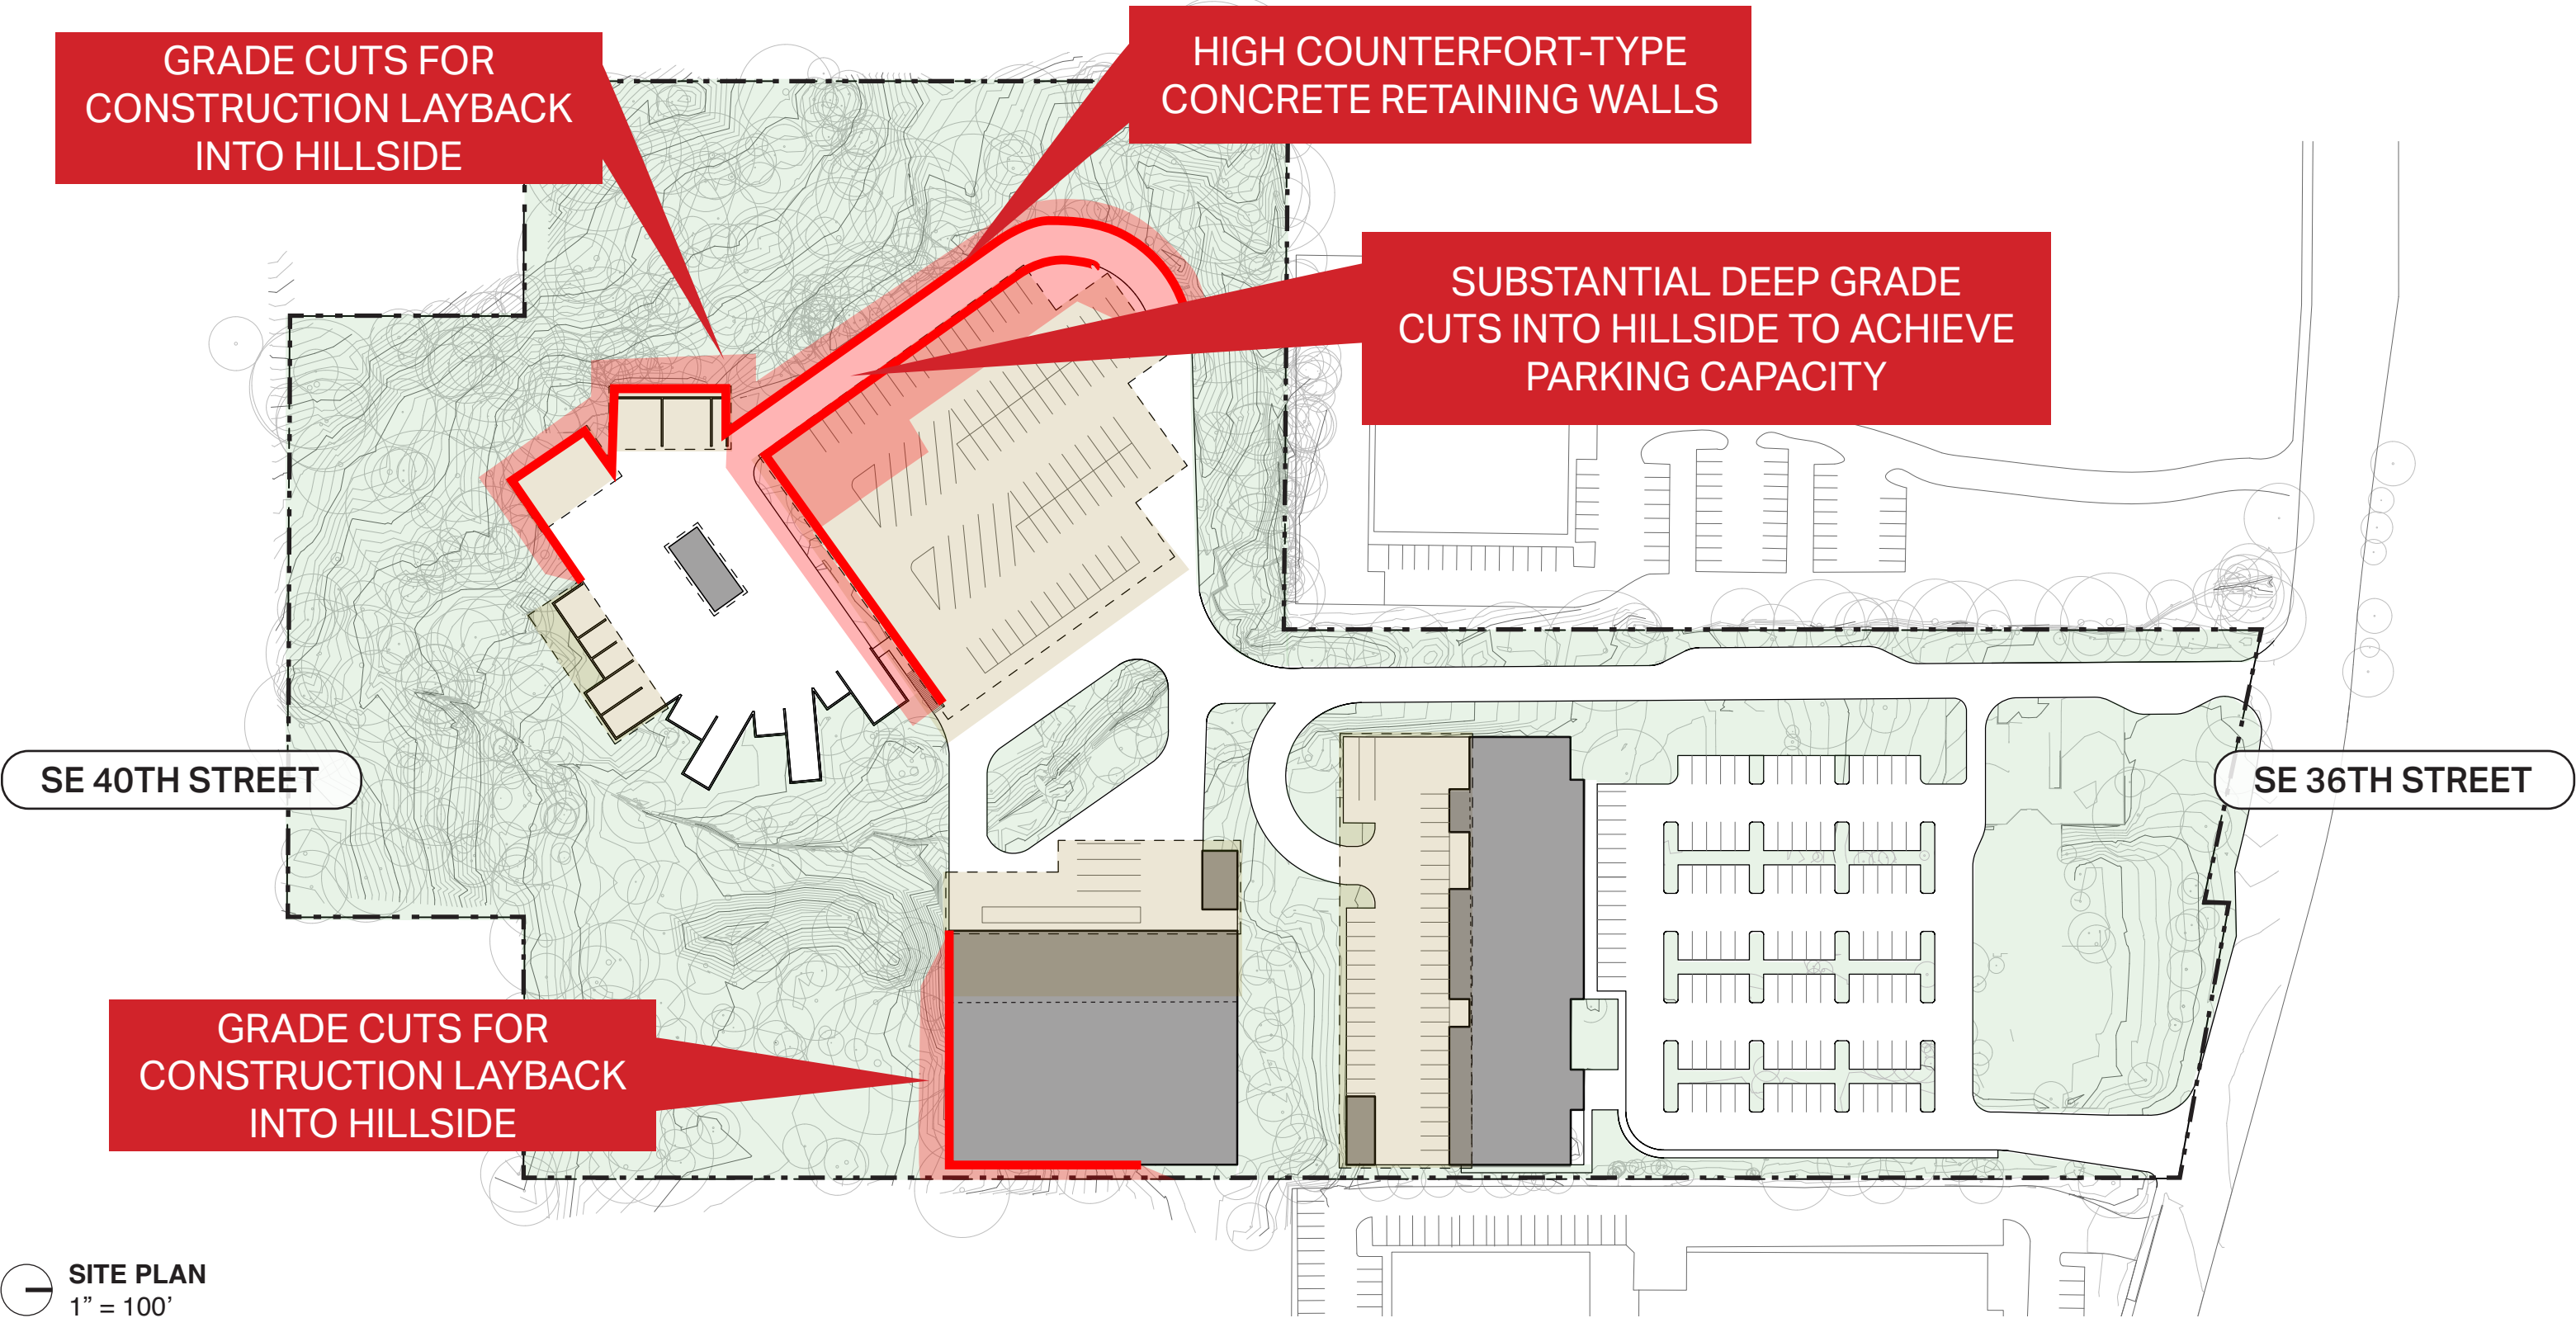 GRADE CUTS FOR
CONSTRUCTION LAYBACK
INTO HILLSIDE
HIGH COUNTERFORT-TYPE
CONCRETE RETAINING WALLS
SUBSTANTIAL DEEP GRADE
CUTS INTO HILLSIDE TO ACHIEVE
PARKING CAPACITY
SE 40TH STREET
SE 36TH STREET
GRADE CUTS FOR
CONSTRUCTION LAYBACK
INTO HILLSIDE
SITE PLAN
1” = 100’